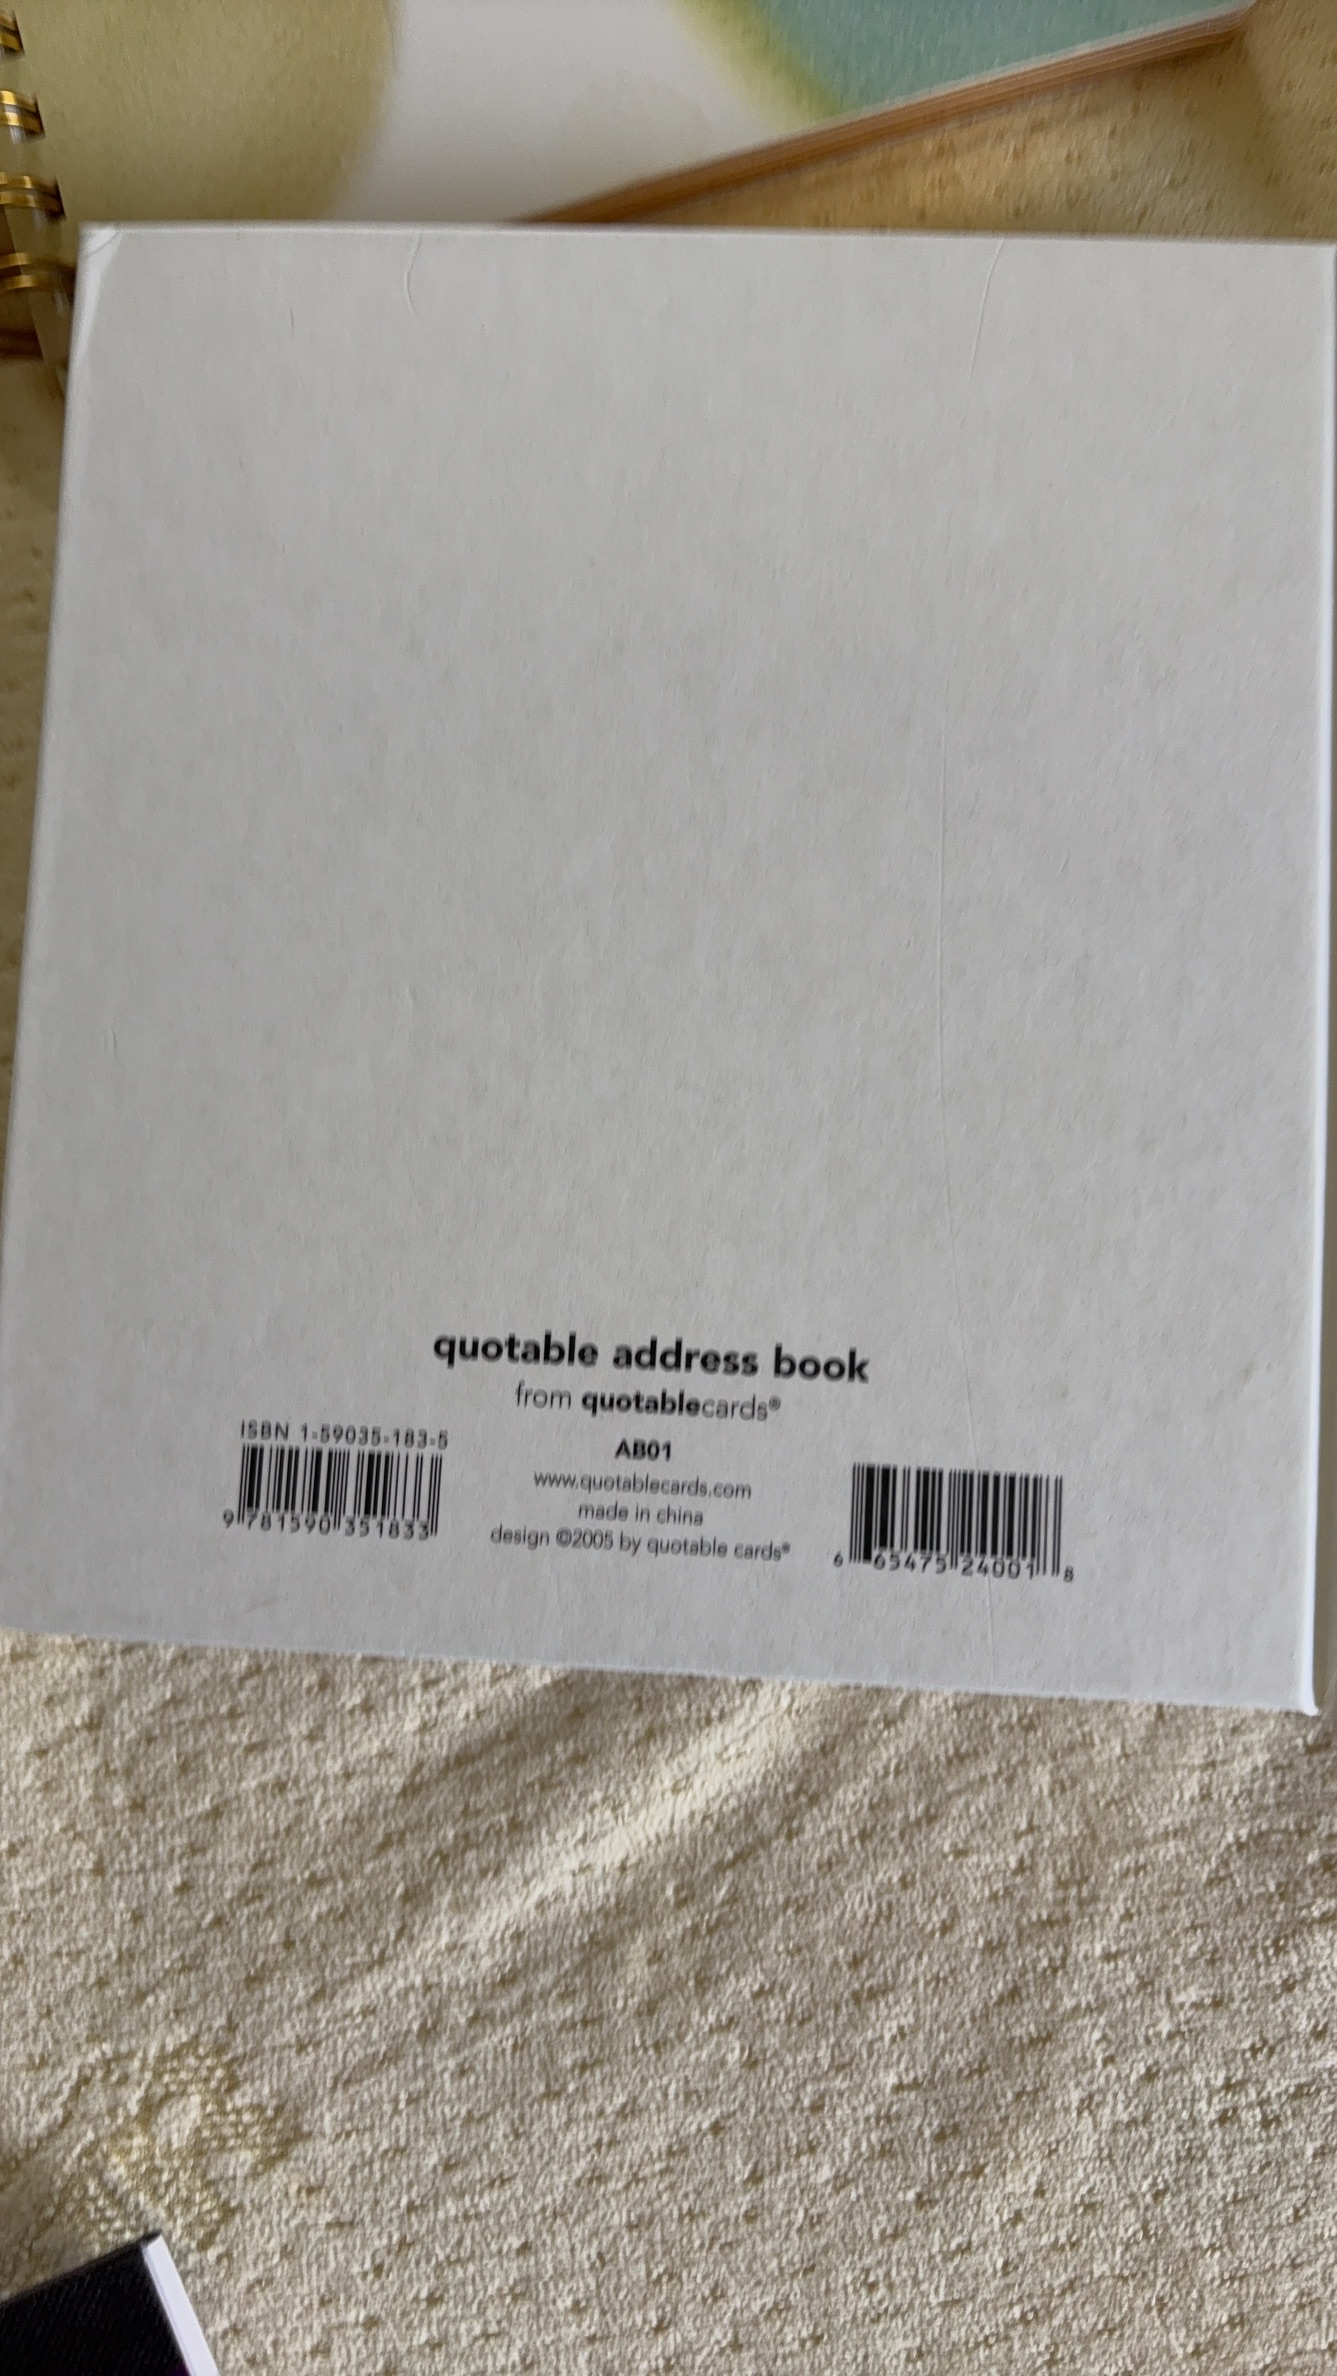 quotable address book
from quotablecards®
ISBN 1-59035-183-5
9 781590 351833
AB01
www.quotablecards.com
made in china
design ©2005 by quotable cards®
6 65475 24001 8